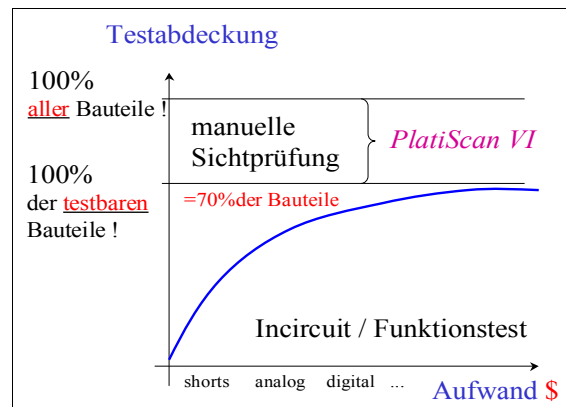 Testabdeckung
100%
aller Bauteile !
manuelle
Sichtprüfung
PlatiScan VI
100%
der testbaren
Bauteile !
=70%der Bauteile
Incircuit / Funktionstest
shorts analog digital ...
Aufwand $